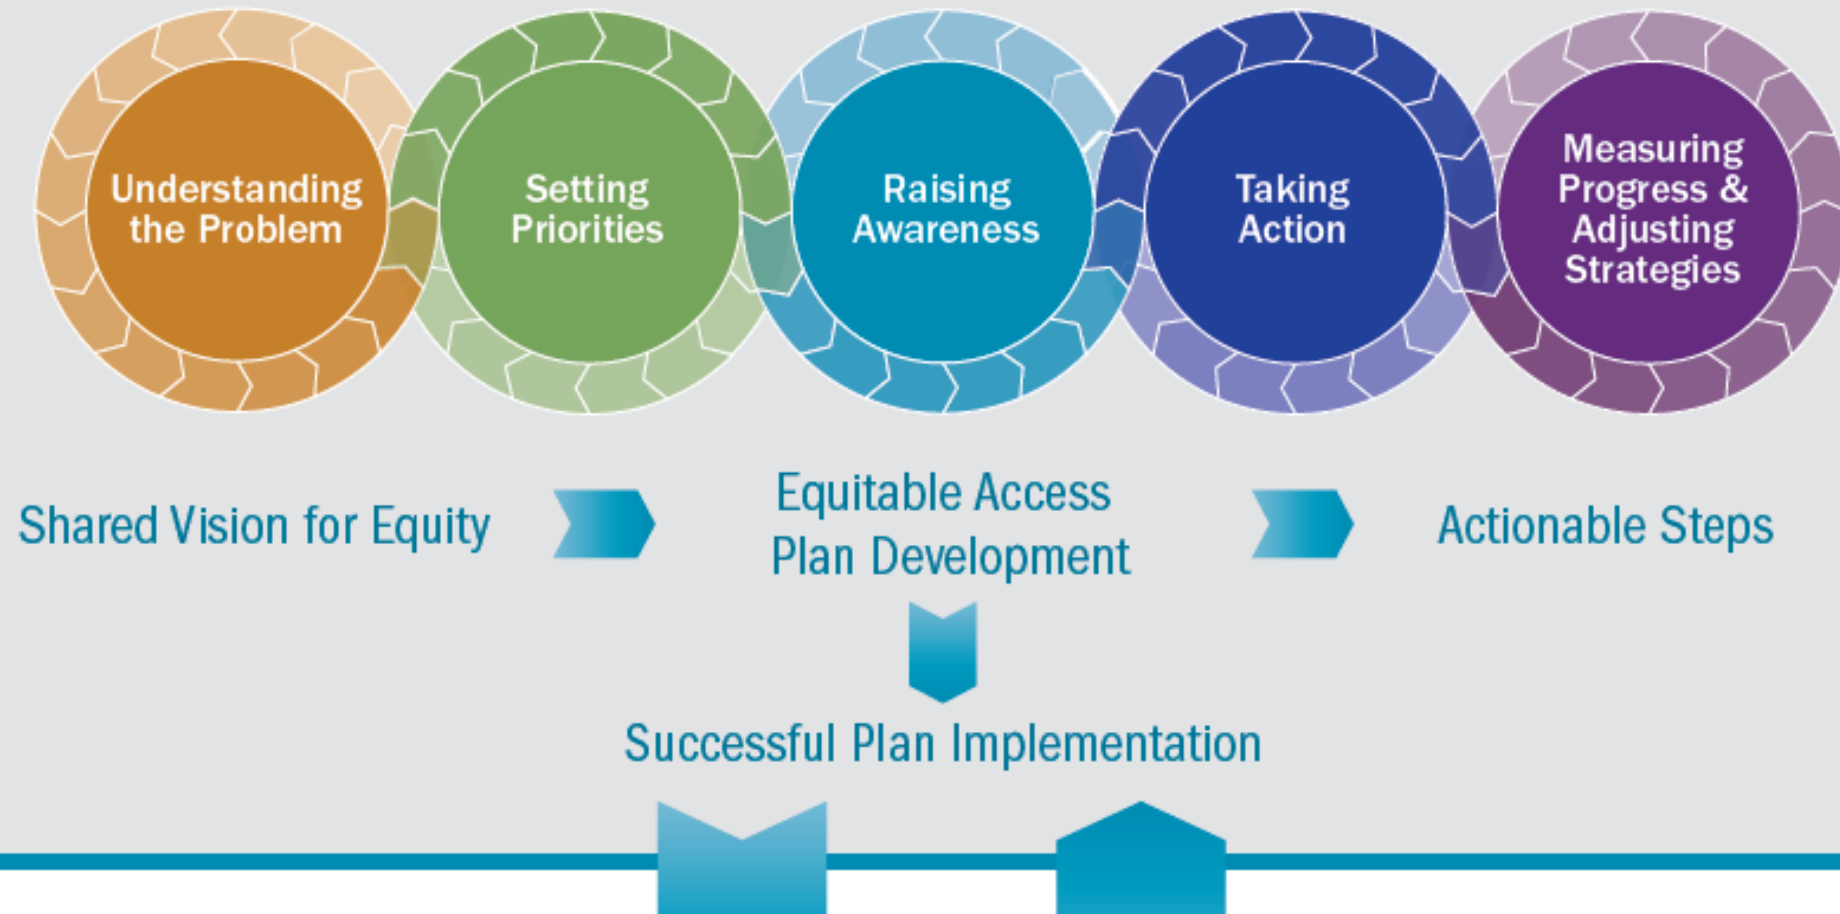 Understanding
the Problem
Setting
Priorities
Raising
Awareness
Taking
Action
Measuring
Progress &
Adjusting
Strategies
Shared Vision for Equity
Equitable Access
Plan Development
Actionable Steps
Successful Plan Implementation